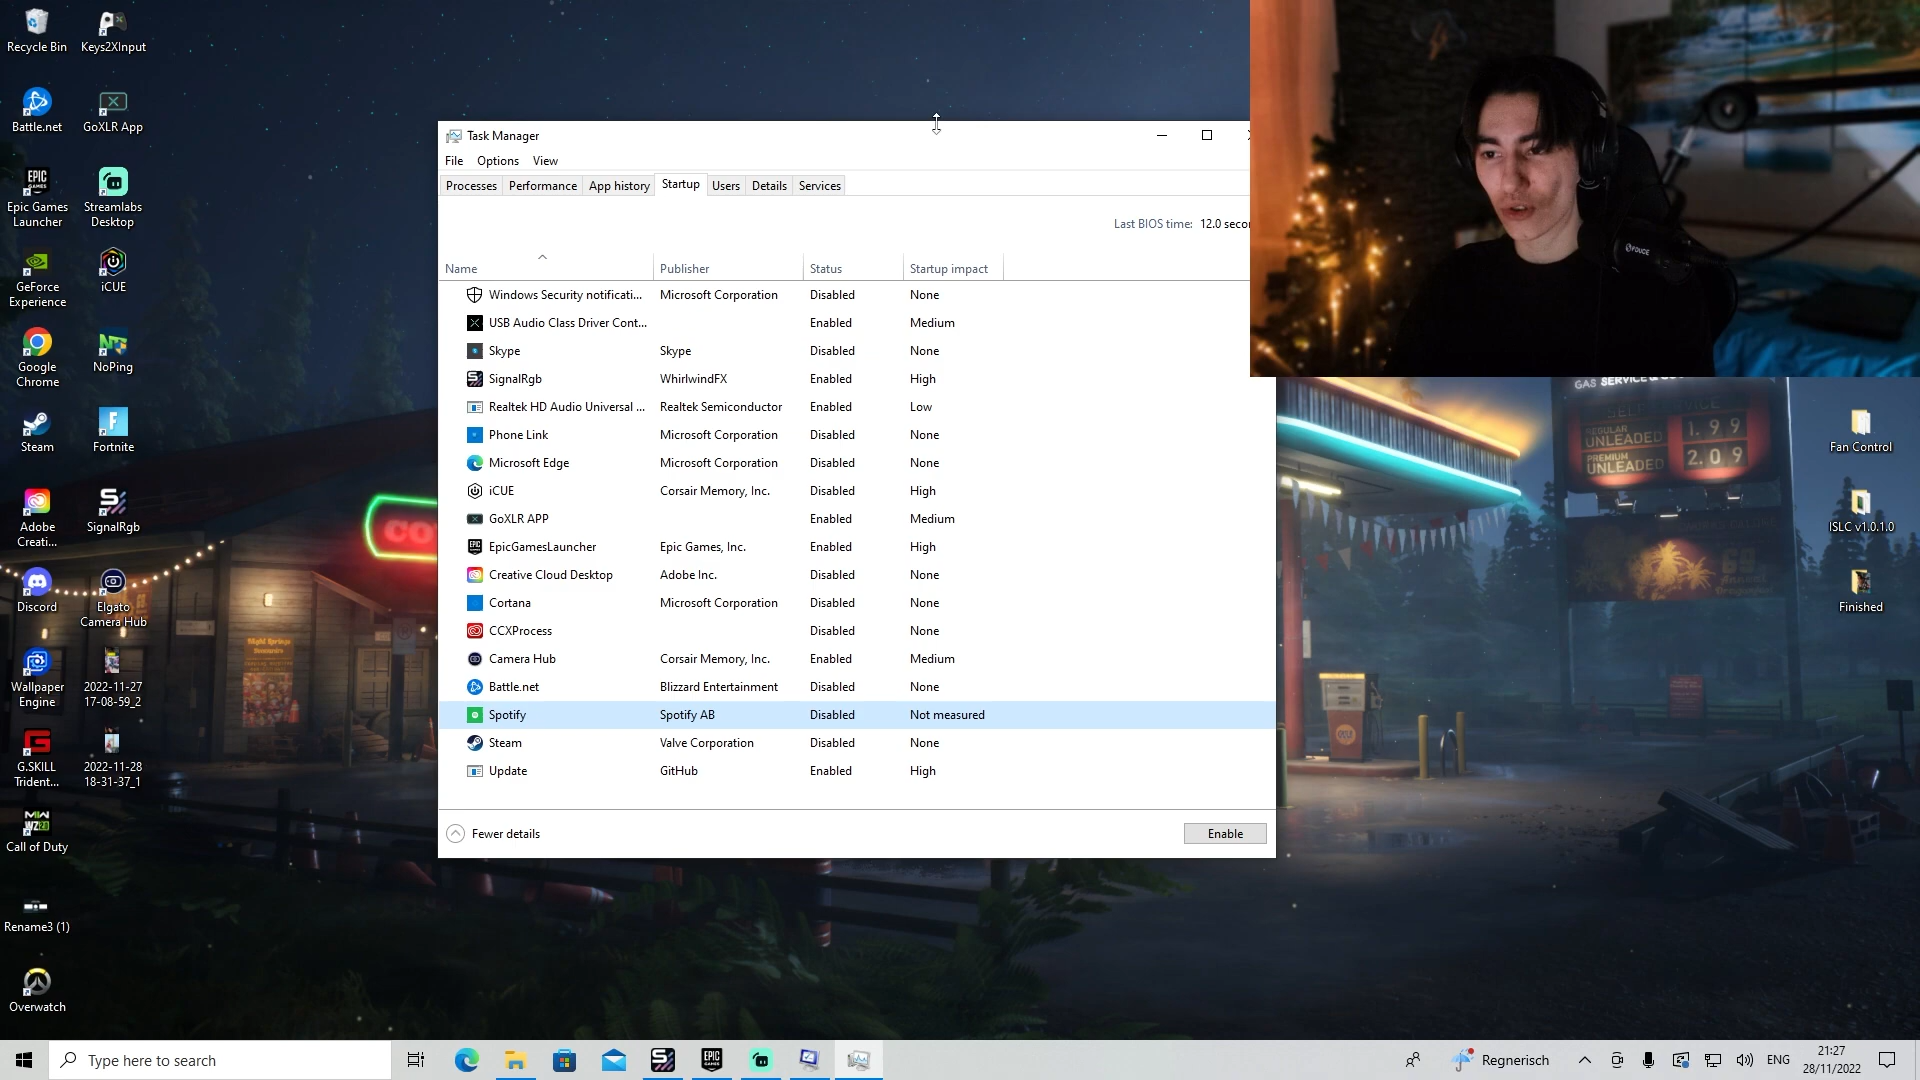 Recycle Bin
Keys2XInput
Battle.net
GoXLR App
EPIC GAMES
Epic Games Launcher
Streamlabs Desktop
GeForce Experience
iCUE
Google Chrome
NoPing
Steam
Fortnite
Adobe Creati...
SignalRgb
Discord
Elgato Camera Hub
Wallpaper Engine
2022-11-27 17-08-59_2
G.SKILL Trident...
2022-11-28 18-31-37_1
Call of Duty
Rename3 (1)
Overwatch
Task Manager
File Options View
Processes Performance App history Startup Users Details Services
Last BIOS time: 12.0 secon
Name Publisher Status Startup impact
Windows Security notificati... Microsoft Corporation Disabled None
USB Audio Class Driver Cont... Enabled Medium
Skype Skype Disabled None
SignalRgb WhirlwindFX Enabled High
Realtek HD Audio Universal ... Realtek Semiconductor Enabled Low
Phone Link Microsoft Corporation Disabled None
Microsoft Edge Microsoft Corporation Disabled None
iCUE Corsair Memory, Inc. Disabled High
GoXLR APP Enabled Medium
EpicGamesLauncher Epic Games, Inc. Enabled High
Creative Cloud Desktop Adobe Inc. Disabled None
Cortana Microsoft Corporation Disabled None
CCXProcess Disabled None
Camera Hub Corsair Memory, Inc. Enabled Medium
Battle.net Blizzard Entertainment Disabled None
Spotify Spotify AB Disabled Not measured
Steam Valve Corporation Disabled None
Update GitHub Enabled High
Fewer details
Enable
SELF SERVICE
REGULAR UNLEADED 1.99
PREMIUM UNLEADED 2.09
Fan Control
ISLC v1.0.1.0
Finished
Type here to search
Regnerisch
ENG
21:27
28/11/2022